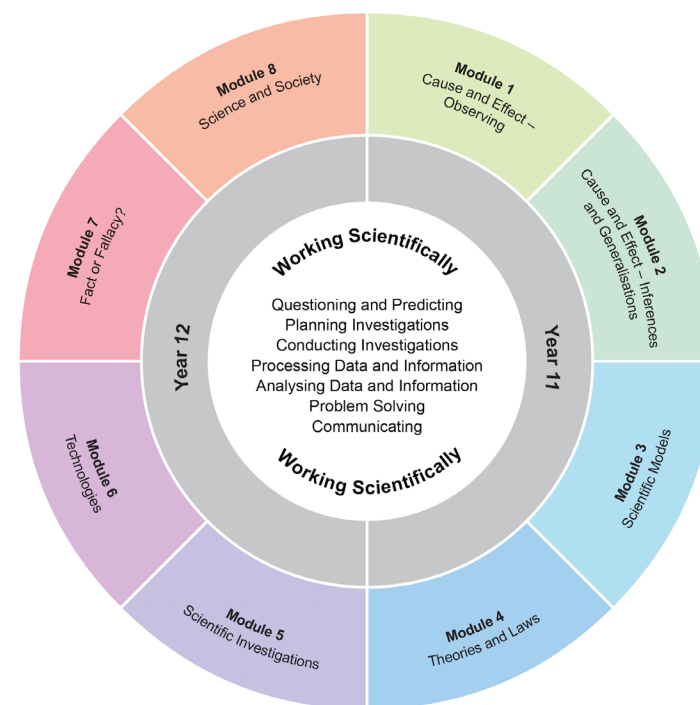 Module 1
Cause and Effect –
Observing
Module 2
Cause and Effect – Inferences
and Generalisations
Module 3
Scientific Models
Module 4
Theories and Laws
Module 5
Scientific Investigations
Module 6
Technologies
Module 7
Fact or Fallacy?
Module 8
Science and Society
Year 11
Year 12
Working Scientifically
Questioning and Predicting
Planning Investigations
Conducting Investigations
Processing Data and Information
Analysing Data and Information
Problem Solving
Communicating
Working Scientifically